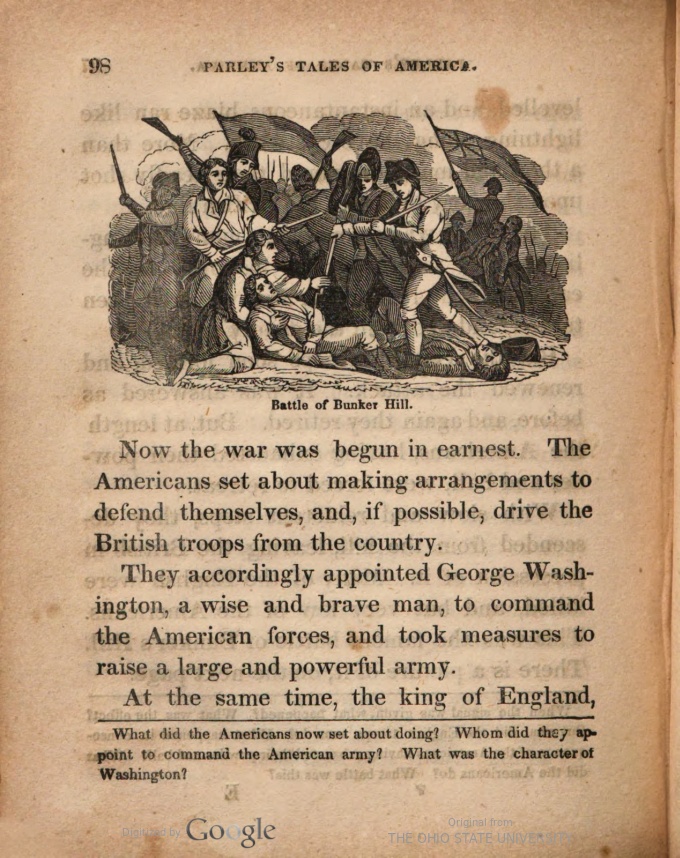 98 PARLEY'S TALES OF AMERICA.
Battle of Bunker Hill.
Now the war was begun in earnest. The
Americans set about making arrangements to
defend themselves, and, if possible, drive the
British troops from the country.
They accordingly appointed George Wash-
ington, a wise and brave man, to command
the American forces, and took measures to
raise a large and powerful army.
At the same time, the king of England,
What did the Americans now set about doing? Whom did they ap-
point to command the American army? What was the character of
Washington?
Digitized by Google
Original from
THE OHIO STATE UNIVERSITY